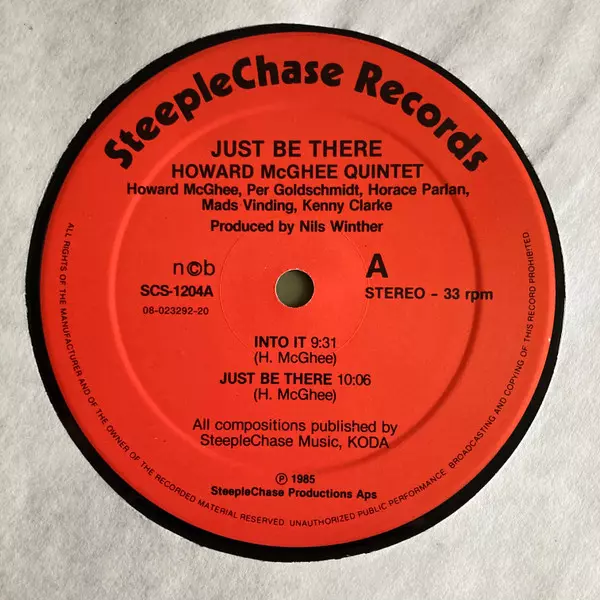 SteepleChase Records
JUST BE THERE
HOWARD McGHEE QUINTET
Howard McGhee, Per Goldschmidt, Horace Parlan,
Mads Vinding, Kenny Clarke
Produced by Nils Winther
n©b
A
SCS-1204A
STEREO - 33 rpm
08-023292-20
INTO IT 9:31
(H. McGhee)
JUST BE THERE 10:06
(H. McGhee)
All compositions published by
SteepleChase Music, KODA
℗ 1985
SteepleChase Productions Aps
ALL RIGHTS OF THE MANUFACTURER AND OF THE OWNER OF THE RECORDED MATERIAL RESERVED. UNAUTHORIZED PUBLIC PERFORMANCE, BROADCASTING AND COPYING OF THIS RECORD PROHIBITED